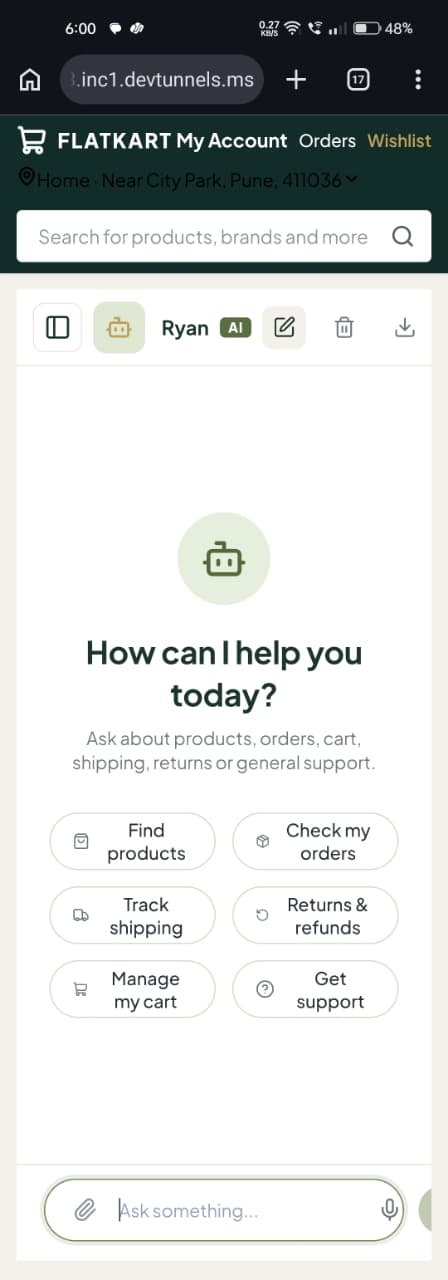 6:00
0.27 KB/S
48%
3.inc1.devtunnels.ms
17
FLATKART My Account Orders Wishlist
Home · Near City Park, Pune, 411036
Search for products, brands and more
Ryan AI
How can I help you
today?
Ask about products, orders, cart,
shipping, returns or general support.
Find
products
Check my
orders
Track
shipping
Returns &
refunds
Manage
my cart
Get
support
Ask something...